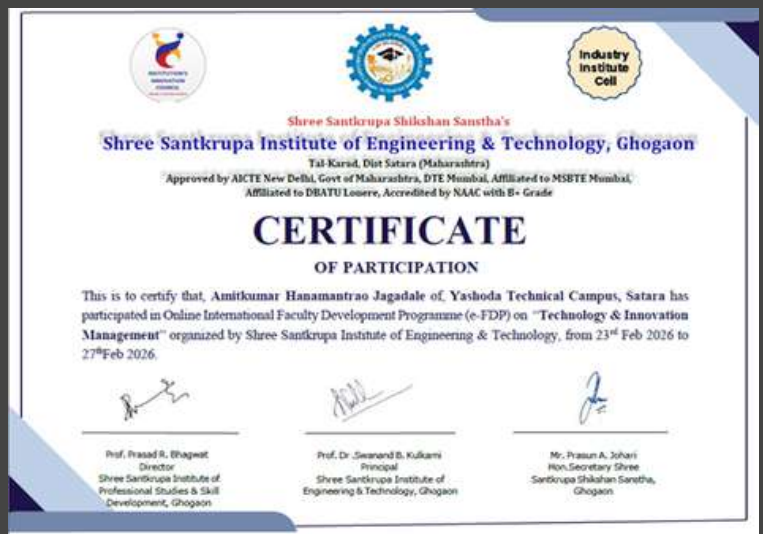 INSTITUTION'S
INNOVATION
COUNCIL
Industry
Institute
Cell
Shree Santkrupa Shikshan Sanstha's
Shree Santkrupa Institute of Engineering & Technology, Ghogaon
Tal-Karad, Dist Satara (Maharashtra)
Approved by AICTE New Delhi, Govt of Maharashtra, DTE Mumbai, Affiliated to MSBTE Mumbai,
Affiliated to DBATU Lonere, Accredited by NAAC with B+ Grade
CERTIFICATE
OF PARTICIPATION
This is to certify that, Amitkumar Hanamantrao Jagadale of, Yashoda Technical Campus, Satara has
participated in Online International Faculty Development Programme (e-FDP) on "Technology & Innovation
Management" organized by Shree Santkrupa Institute of Engineering & Technology, from 23rd Feb 2026 to
27thFeb 2026.
Prof. Prasad R. Bhagwat
Director
Shree Santkrupa Institute of
Professional Studies & Skill
Development, Ghogaon
Prof. Dr .Swanand B. Kulkarni
Principal
Shree Santkrupa Institute of
Engineering & Technology, Ghogaon
Mr. Prasun A. Johari
Hon.Secretary Shree
Santkrupa Shikshan Sanstha,
Ghogaon